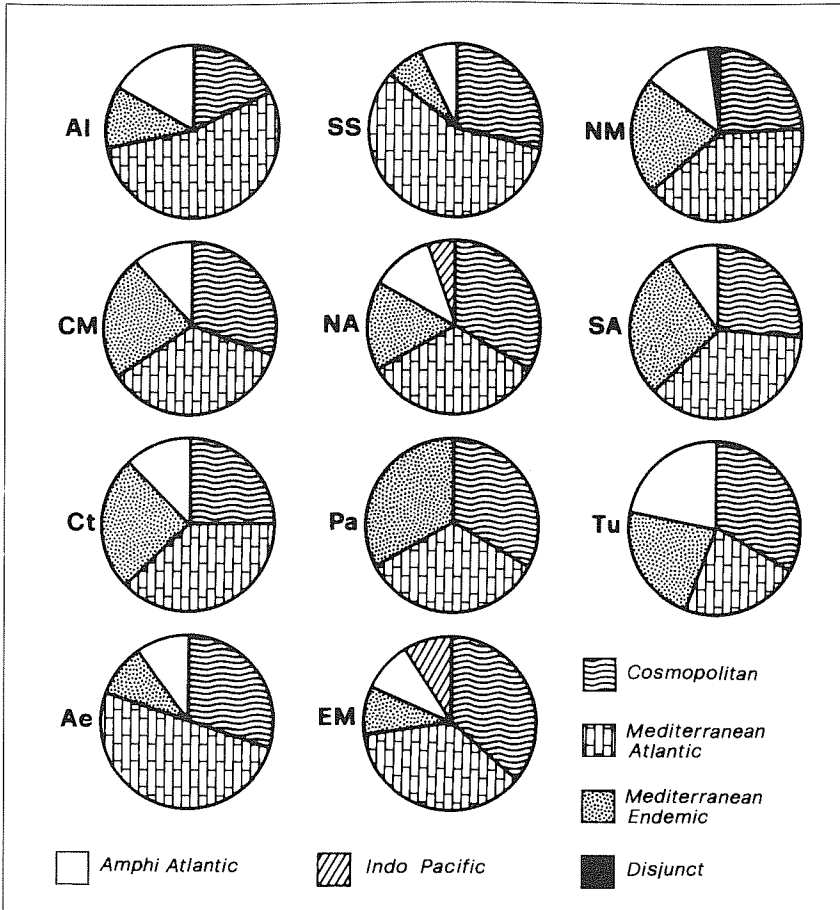 AI
SS
NM
CM
NA
SA
Ct
Pa
Tu
Ae
EM
Cosmopolitan
Mediterranean
Atlantic
Mediterranean
Endemic
Amphi Atlantic
Indo Pacific
Disjunct